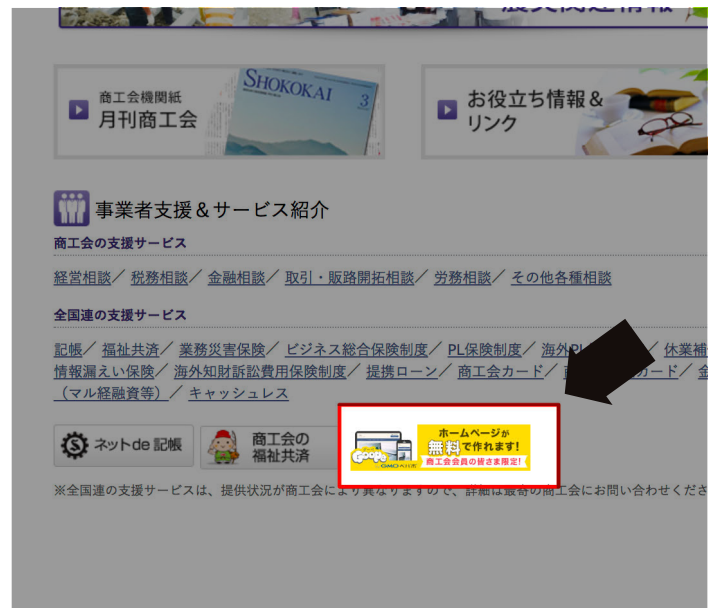 商工会機関紙
月刊商工会
SHOKOKAI
3
お役立ち情報&
リンク
事業者支援&サービス紹介
商工会の支援サービス
経営相談／ 税務相談／ 金融相談／ 取引・販路開拓相談／ 労務相談／ その他各種相談
全国連の支援サービス
記帳／ 福祉共済／ 業務災害保険／ ビジネス総合保険制度／ PL保険制度／ 海外PL ／ 休業補
情報漏えい保険／ 海外知財訴訟費用保険制度／ 提携ローン／ 商工会カード／ カード／ 金
（マル経融資等）／ キャッシュレス
ネットde 記帳
商工会の
福祉共済
ホームページが
無料で作れます!
商工会会員の皆さま限定!
Goope
by GMOペパボ
※全国連の支援サービスは、提供状況が商工会により異なりますので、詳細は最寄の商工会にお問い合わせくださ